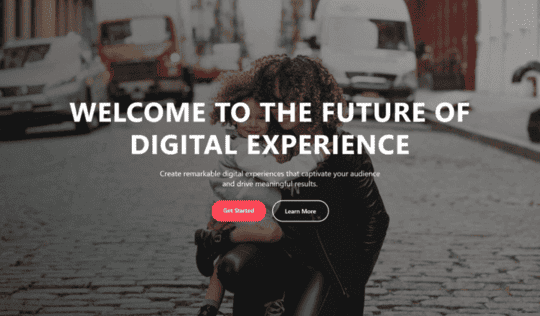 WELCOME TO THE FUTURE OF
DIGITAL EXPERIENCE
Create remarkable digital experiences that captivate your audience
and drive meaningful results.
Get Started
Learn More